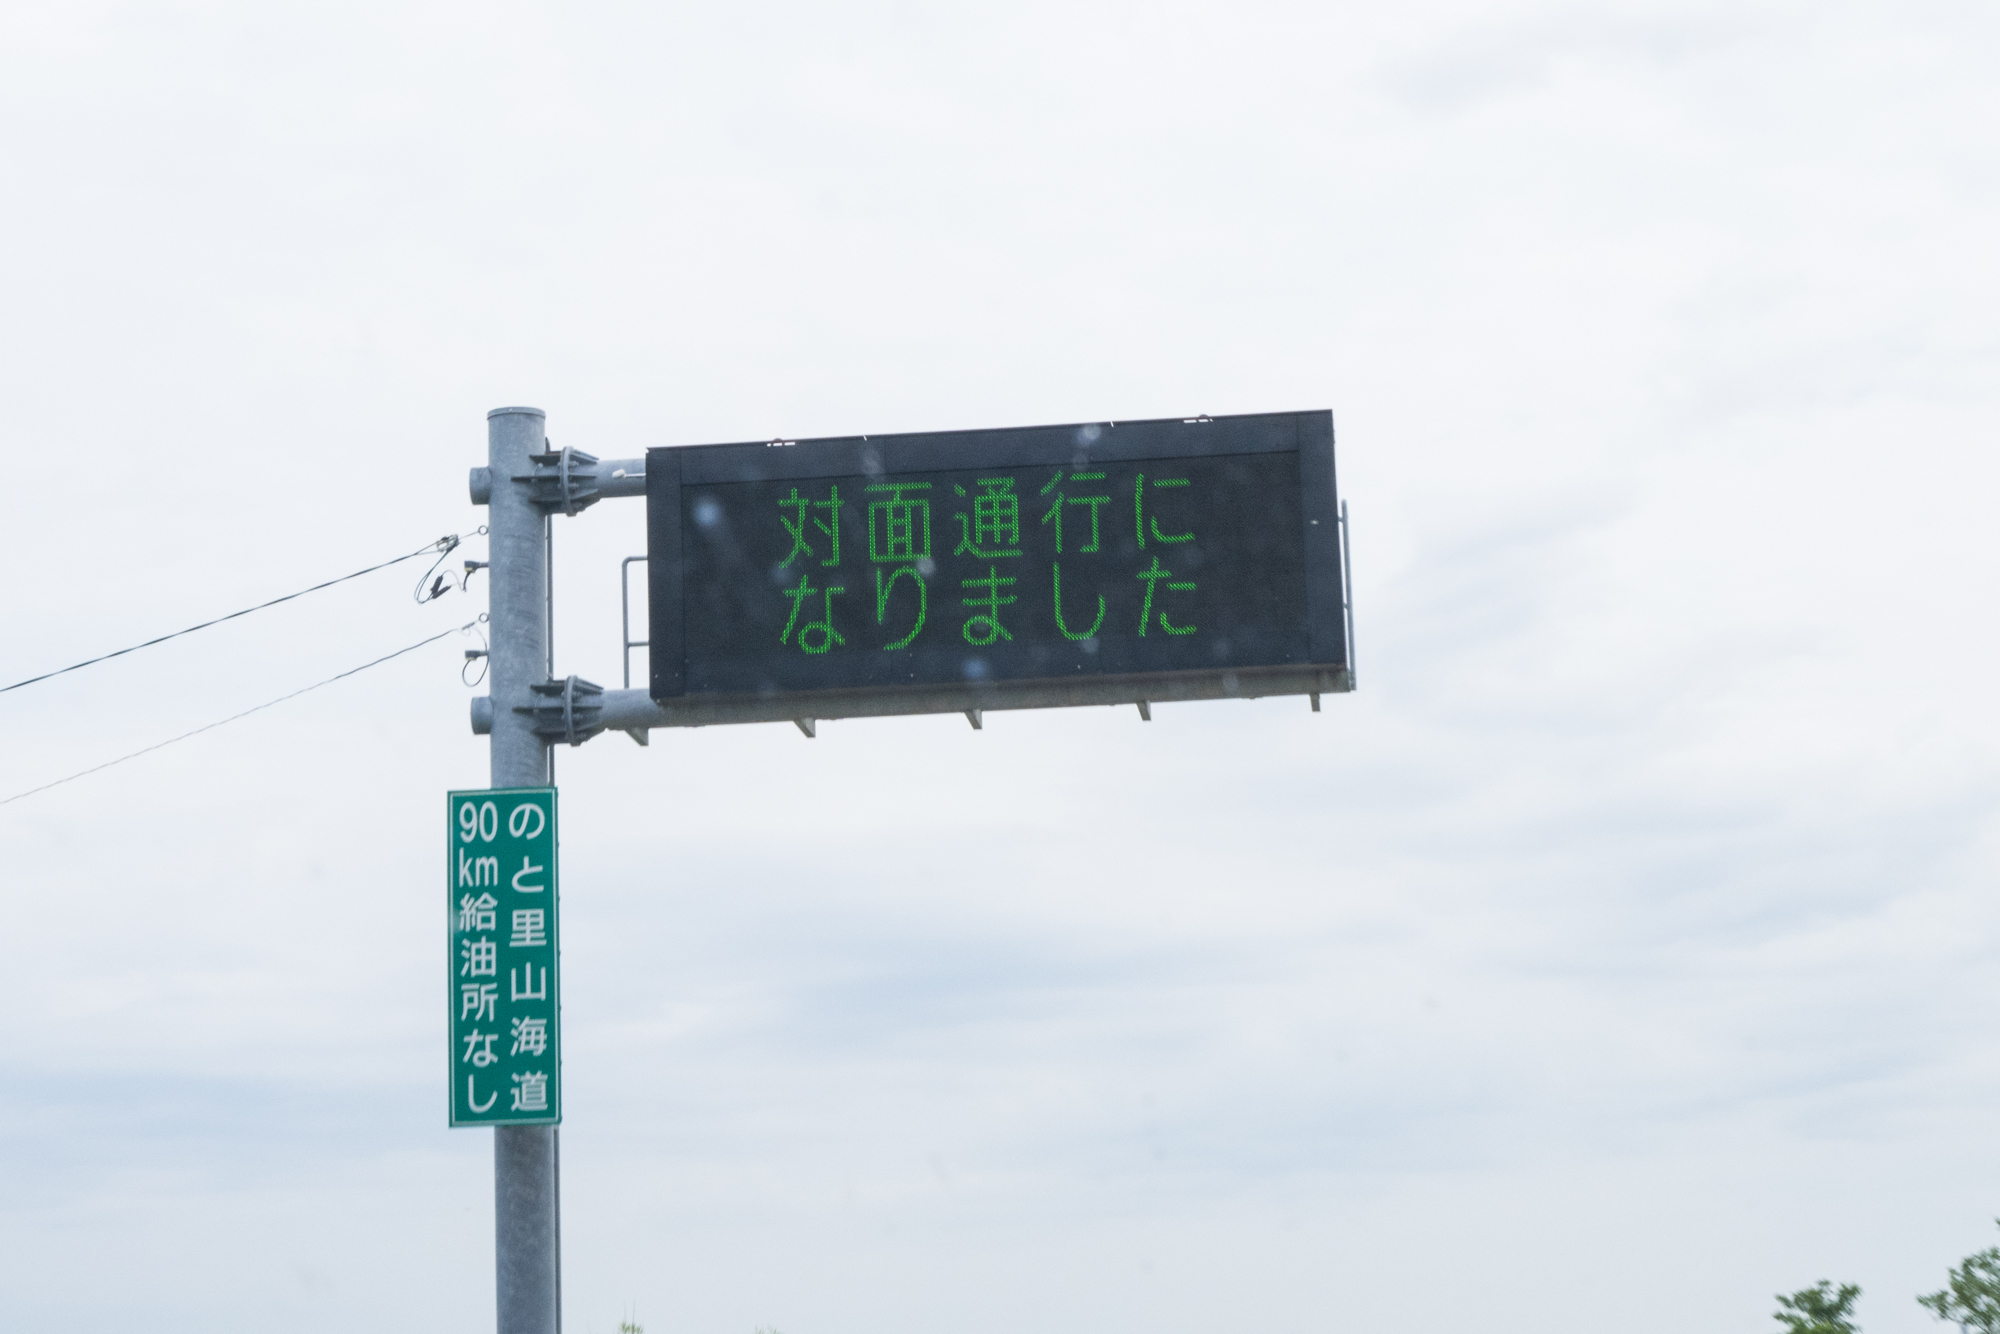 対面通行に
なりました
のと里山海道
90km給油所なし